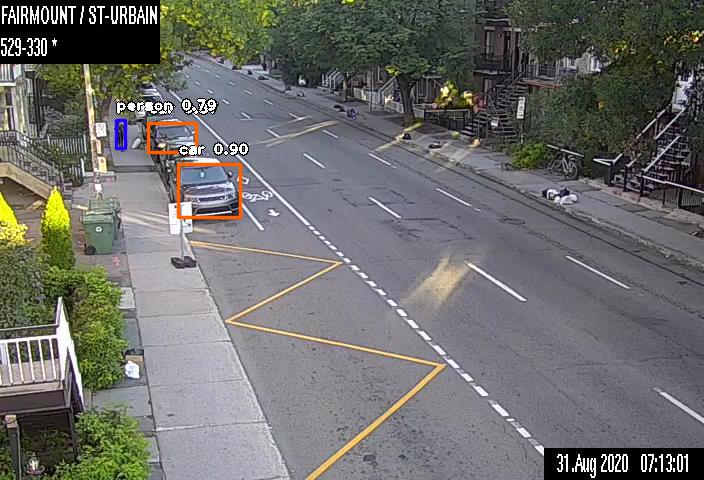 FAIRMOUNT / ST-URBAIN
529-330 *
person 0.79
car 0.90
31.Aug 2020 07:13:01